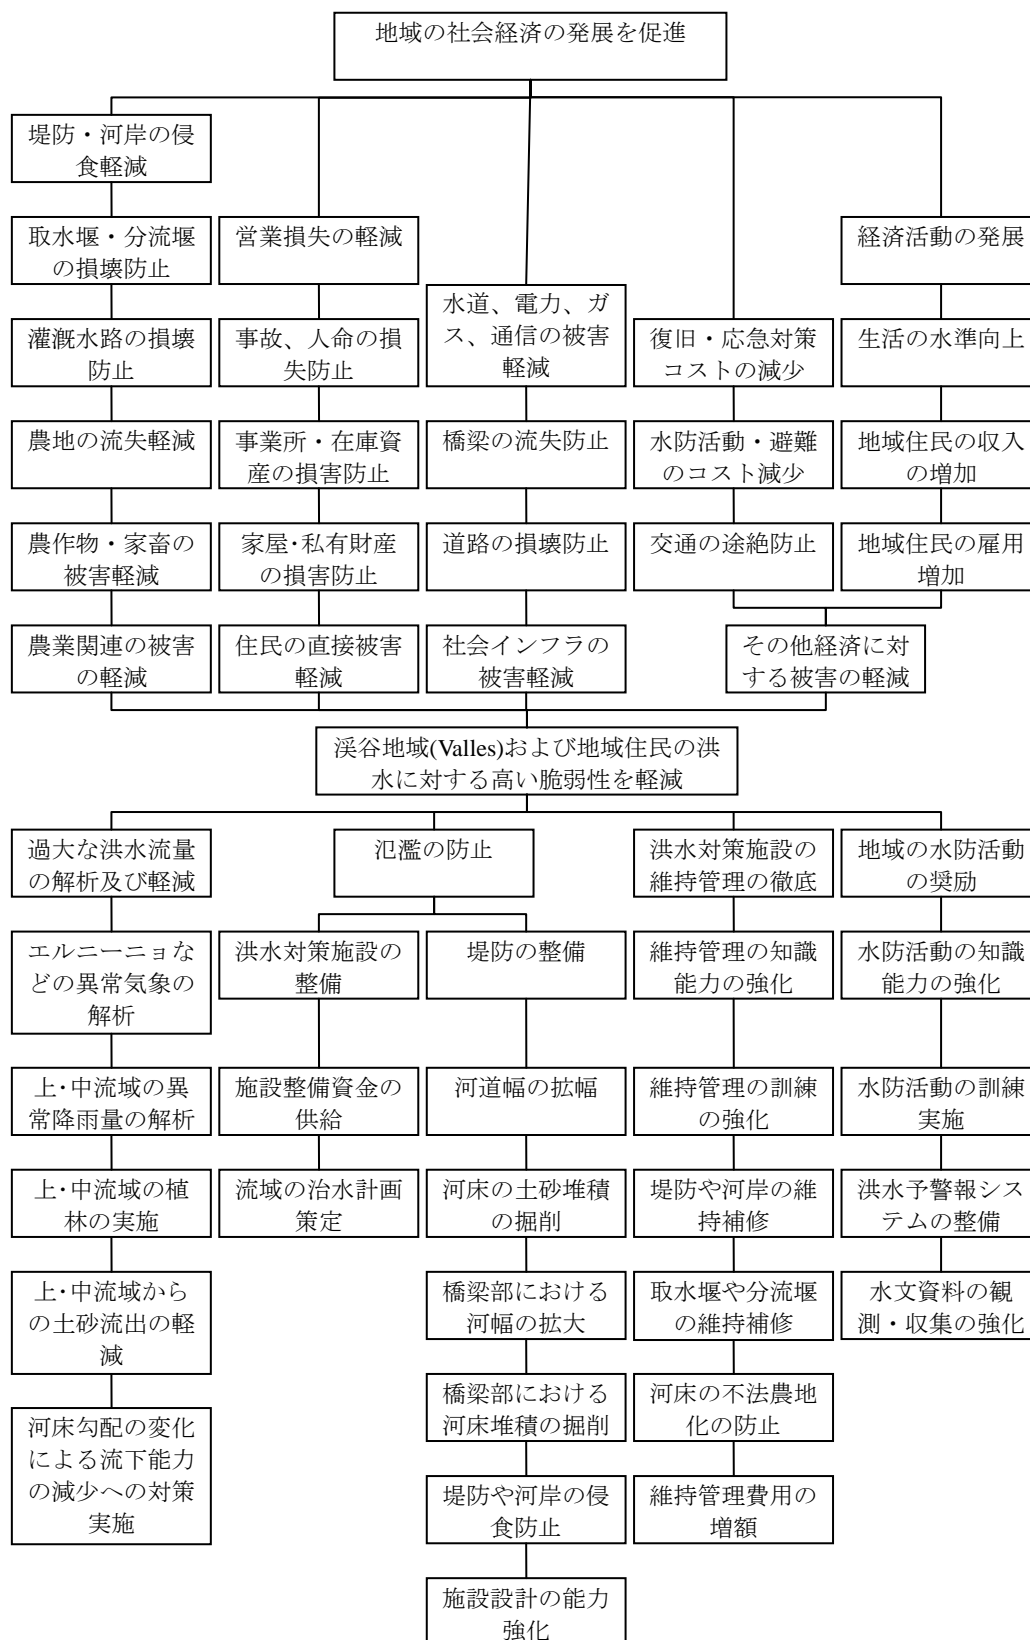 地域の社会経済の発展を促進
堤防・河岸の侵
食軽減
取水堰・分流堰
の損壊防止
灌漑水路の損壊
防止
農地の流失軽減
農作物・家畜の
被害軽減
農業関連の被害
の軽減
営業損失の軽減
事故、人命の損
失防止
事業所・在庫資
産の損害防止
家屋･私有財産
の損害防止
住民の直接被害
軽減
水道、電力、ガ
ス、通信の被害
軽減
橋梁の流失防止
道路の損壊防止
社会インフラの
被害軽減
復旧・応急対策
コストの減少
水防活動・避難
のコスト減少
交通の途絶防止
経済活動の発展
生活の水準向上
地域住民の収入
の増加
地域住民の雇用
増加
その他経済に対
する被害の軽減
渓谷地域(Valles)および地域住民の洪
水に対する高い脆弱性を軽減
過大な洪水流量
の解析及び軽減
エルニーニョな
どの異常気象の
解析
上･中流域の異
常降雨量の解析
上･中流域の植
林の実施
上･中流域から
の土砂流出の軽
減
河床勾配の変化
による流下能力
の減少への対策
実施
氾濫の防止
洪水対策施設の
整備
施設整備資金の
供給
流域の治水計画
策定
堤防の整備
河道幅の拡幅
河床の土砂堆積
の掘削
橋梁部における
河幅の拡大
橋梁部における
河床堆積の掘削
堤防や河岸の侵
食防止
施設設計の能力
強化
洪水対策施設の
維持管理の徹底
維持管理の知識
能力の強化
維持管理の訓練
の強化
堤防や河岸の維
持補修
取水堰や分流堰
の維持補修
河床の不法農地
化の防止
維持管理費用の
増額
地域の水防活動
の奨励
水防活動の知識
能力の強化
水防活動の訓練
実施
洪水予警報シス
テムの整備
水文資料の観
測・収集の強化